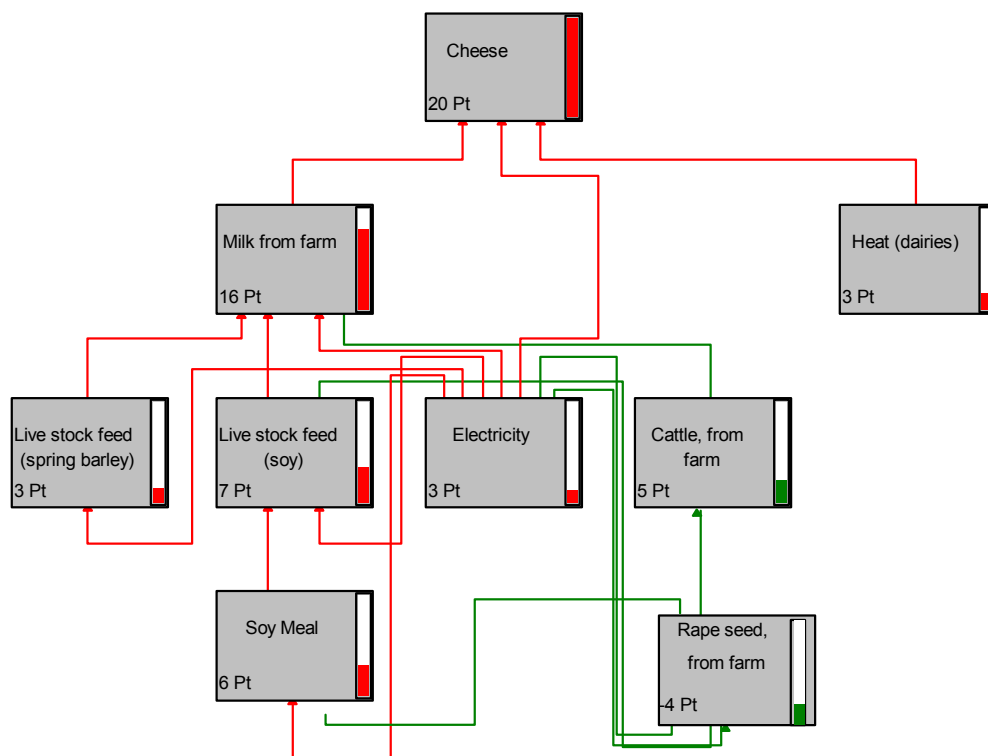 Cheese
20 Pt
Milk from farm
16 Pt
Heat (dairies)
3 Pt
Live stock feed
(spring barley)
3 Pt
Live stock feed
(soy)
7 Pt
Electricity
3 Pt
Cattle, from
farm
5 Pt
Soy Meal
6 Pt
Rape seed,
from farm
-4 Pt